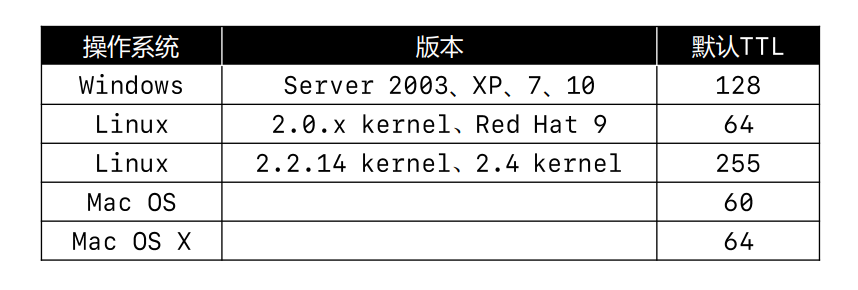 操作系统 版本 默认TTL
Windows Server 2003、XP、7、10 128
Linux 2.0.x kernel、Red Hat 9 64
Linux 2.2.14 kernel、2.4 kernel 255
Mac OS 60
Mac OS X 64